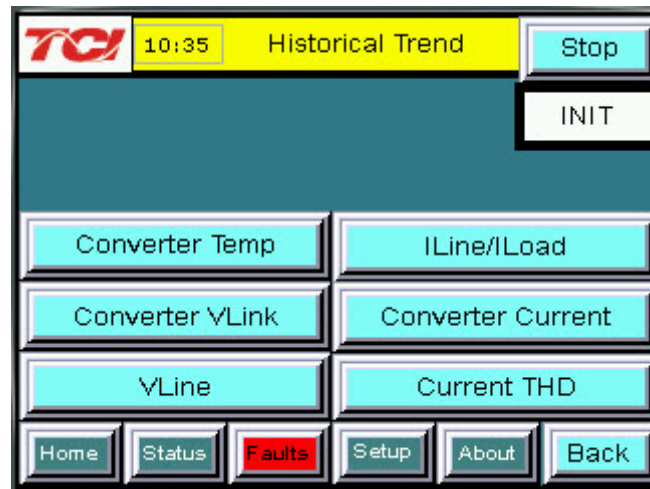 TCI 10:35 Historical Trend Stop
INIT
Converter Temp ILine/ILoad
Converter VLink Converter Current
VLine Current THD
Home Status Faults Setup About Back